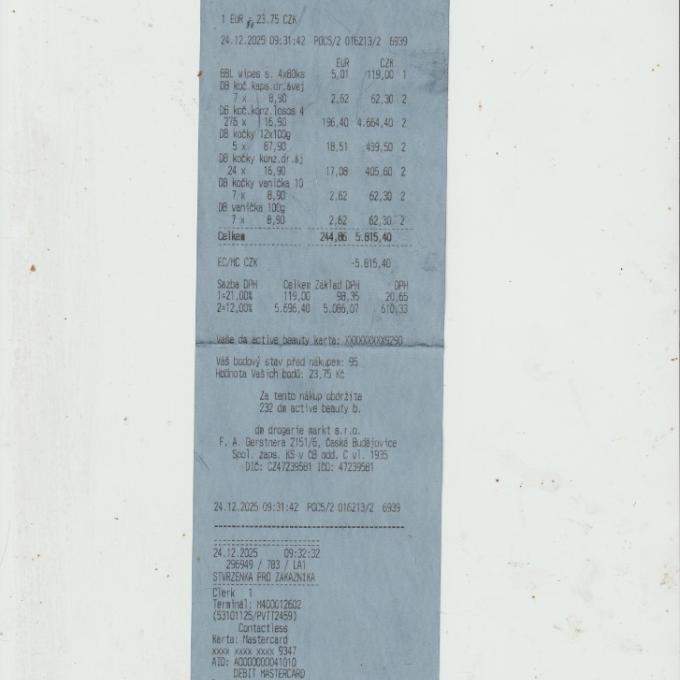 1 EUR = 23.75 CZK
24.12.2025 09:31:42 POC5/2 016213/2 6939
EUR CZK
BBL wipes s. 4x80ks 5,01 119,00 1
DB koč.kaps.dr.ávej
7 x 8,90 2,62 62,30 2
DB koč.konz.losos 4
276 x 16,90 196,40 4.664,40 2
DB kočky 12x100g
5 x 87,90 18,51 439,50 2
DB kočky konz.dr.áj
24 x 16,90 17,08 405,60 2
DB kočky vanička 10
7 x 8,90 2,62 62,30 2
DB vanička 100g
7 x 8,90 2,62 62,30 2
Celkem 244,86 5.815,40
EC/MC CZK -5.815,40
Sazba DPH Celkem Základ DPH DPH
1=21,00% 119,00 98,35 20,65
2=12,00% 5.696,40 5.086,07 610,33
Vaše dm active beauty karta: XXXXXXXXX9290
Váš bodový stav před nákupem: 95
Hodnota Vašich bodů: 23,75 Kč
Za tento nákup obdržíte
232 dm active beauty b.
dm drogerie markt s.r.o.
F. A. Gerstnera 2151/6, České Budějovice
Spol. zaps. KS v ČB odd. C vl. 1935
DIČ: CZ47239581 IČO: 47239581
24.12.2025 09:31:42 POC5/2 016213/2 6939
24.12.2025 09:32:32
296949 / 783 / LA1
STVRZENKA PRO ZAKAZNIKA
Clerk 1
Terminál: M400012602
(53101125/PVTT2459)
Contactless
Karta: Mastercard
xxxx xxxx xxxx 9347
AID: A0000000041010
DEBIT MASTERCARD